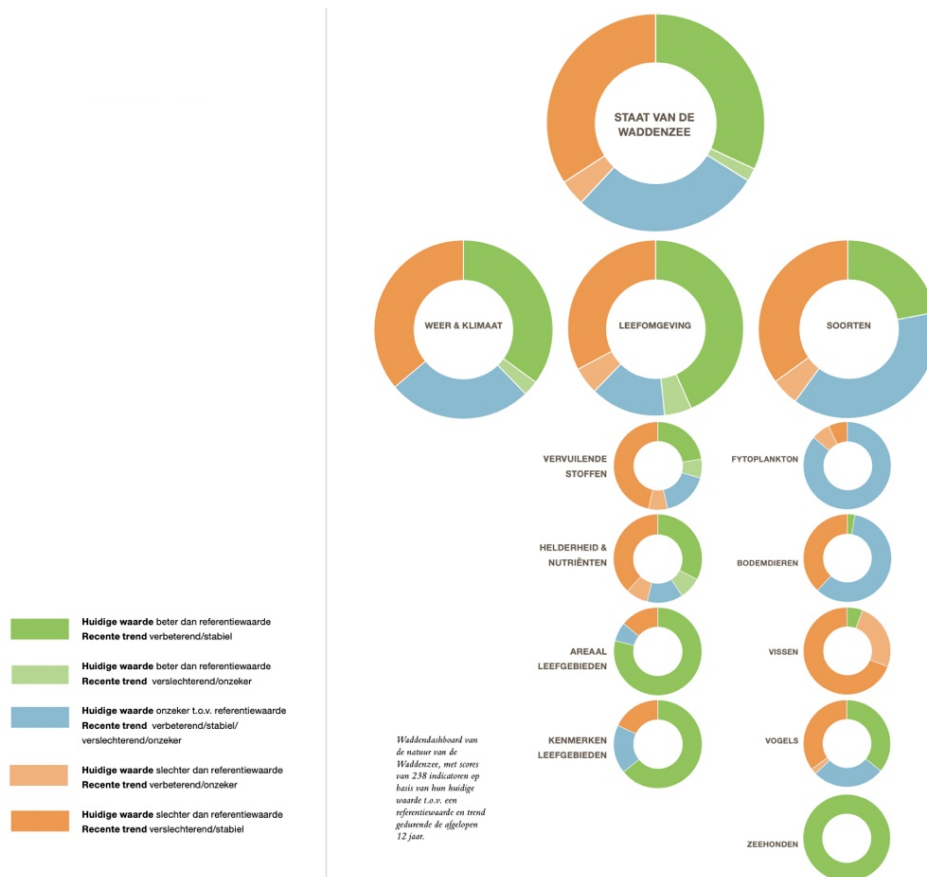 STAAT VAN DE
WADDENZEE
WEER & KLIMAAT
LEEFOMGEVING
SOORTEN
VERVUILENDE
STOFFEN
FYTOPLANKTON
HELDERHEID &
NUTRIËNTEN
BODEMDIEREN
AREAAL
LEEFGEBIEDEN
VISSEN
KENMERKEN
LEEFGEBIEDEN
VOGELS
ZEEHONDEN
Huidige waarde beter dan referentiewaarde
Recente trend verbeterend/stabiel
Huidige waarde beter dan referentiewaarde
Recente trend verslechterend/onzeker
Huidige waarde onzeker t.o.v. referentiewaarde
Recente trend verbeterend/stabiel/
verslechterend/onzeker
Huidige waarde slechter dan referentiewaarde
Recente trend verbeterend/onzeker
Huidige waarde slechter dan referentiewaarde
Recente trend verslechterend/stabiel
Waddendashboard van
de natuur van de
Waddenzee, met scores
van 238 indicatoren op
basis van hun huidige
waarde t.o.v. een
referentiewaarde en trend
gedurende de afgelopen
12 jaar.